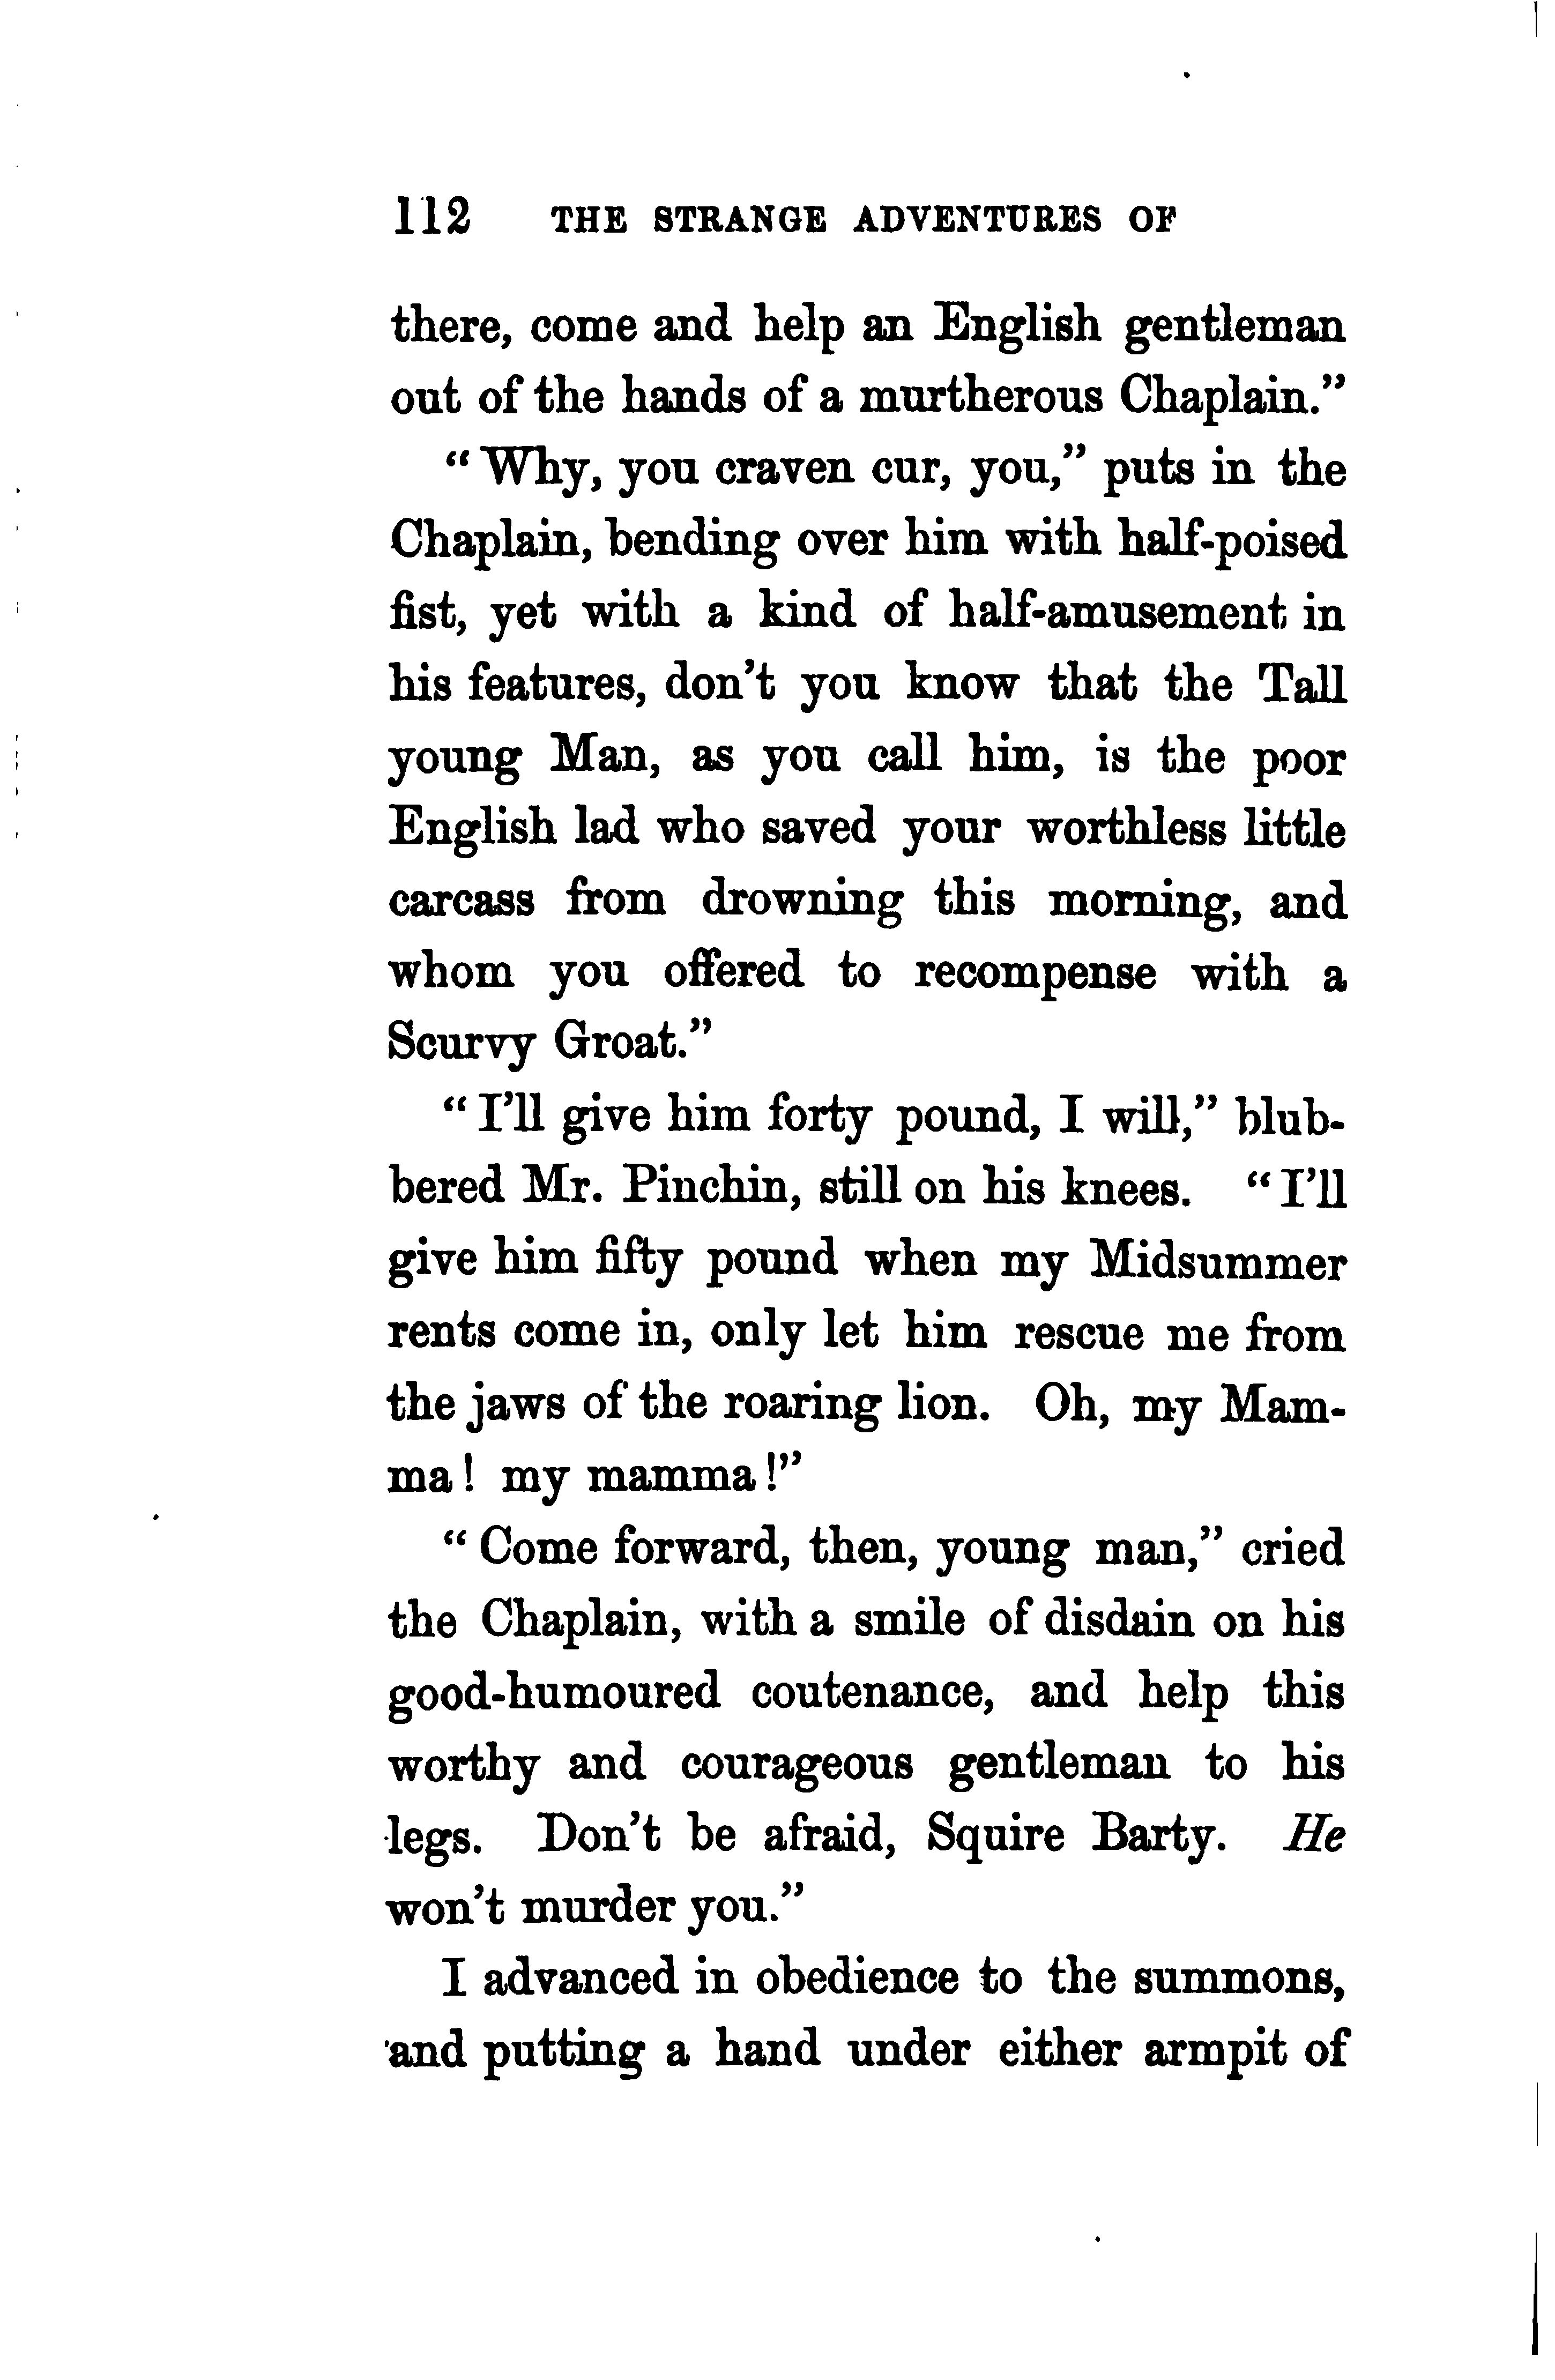 112 THE STRANGE ADVENTURES OF
there, come and help an English gentleman
out of the hands of a murtherous Chaplain.”
“Why, you craven cur, you,” puts in the
Chaplain, bending over him with half-poised
fist, yet with a kind of half-amusement in
his features, don’t you know that the Tall
young Man, as you call him, is the poor
English lad who saved your worthless little
carcass from drowning this morning, and
whom you offered to recompense with a
Scurvy Groat.”
“I’ll give him forty pound, I will,” blub-
bered Mr. Pinchin, still on his knees. “I’ll
give him fifty pound when my Midsummer
rents come in, only let him rescue me from
the jaws of the roaring lion. Oh, my Mam-
ma! my mamma!”
“Come forward, then, young man,” cried
the Chaplain, with a smile of disdain on his
good-humoured coutenance, and help this
worthy and courageous gentleman to his
legs. Don’t be afraid, Squire Barty. He
won’t murder you.”
I advanced in obedience to the summons,
and putting a hand under either armpit of